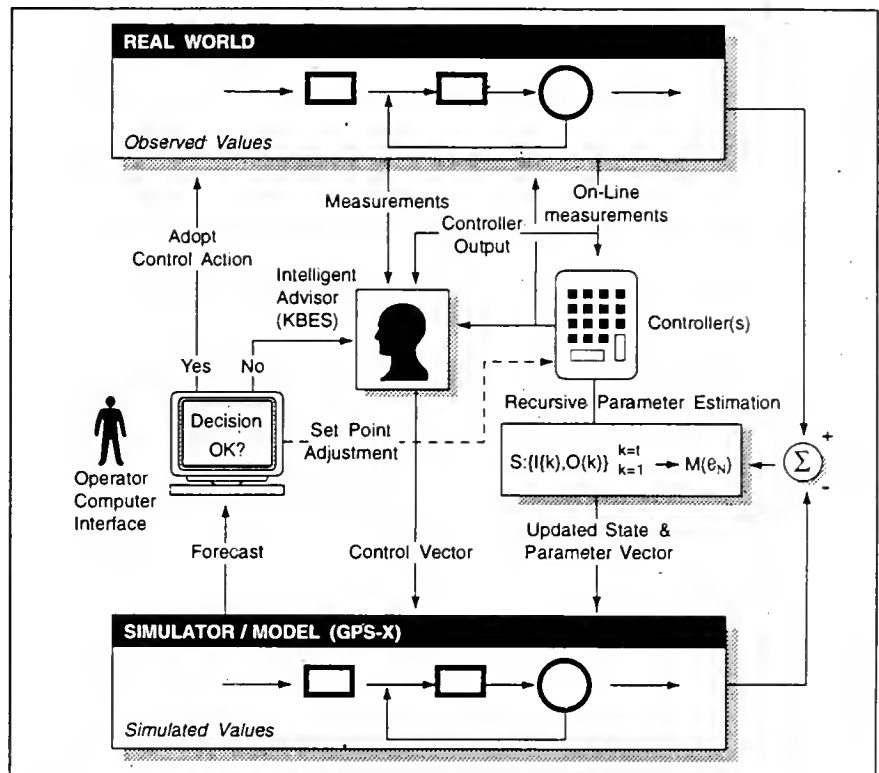 REAL WORLD
Observed Values
Measurements
On-Line
measurements
Controller
Output
Adopt
Control Action
Intelligent
Advisor
(KBES)
Controller(s)
Yes
No
Recursive Parameter Estimation
Decision
OK?
Set Point
Adjustment
S:{I{k),O(k)} k=t k=1 → M(θN)
+
Σ
-
Operator
Computer
Interface
Updated State &
Parameter Vector
Forecast
Control Vector
SIMULATOR / MODEL (GPS-X)
Simulated Values